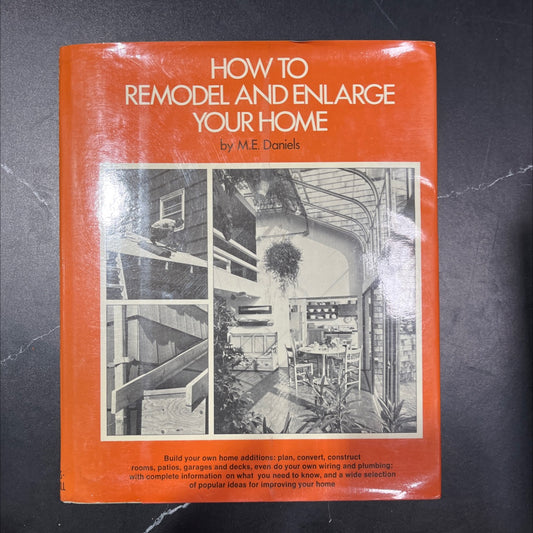 HOW TO
REMODEL AND ENLARGE
YOUR HOME
by M.E. Daniels
Build your own home additions: plan, convert, construct
rooms, patios, garages and decks, even do your own wiring and plumbing;
with complete information on what you need to know, and a wide selection
of popular ideas for improving your home